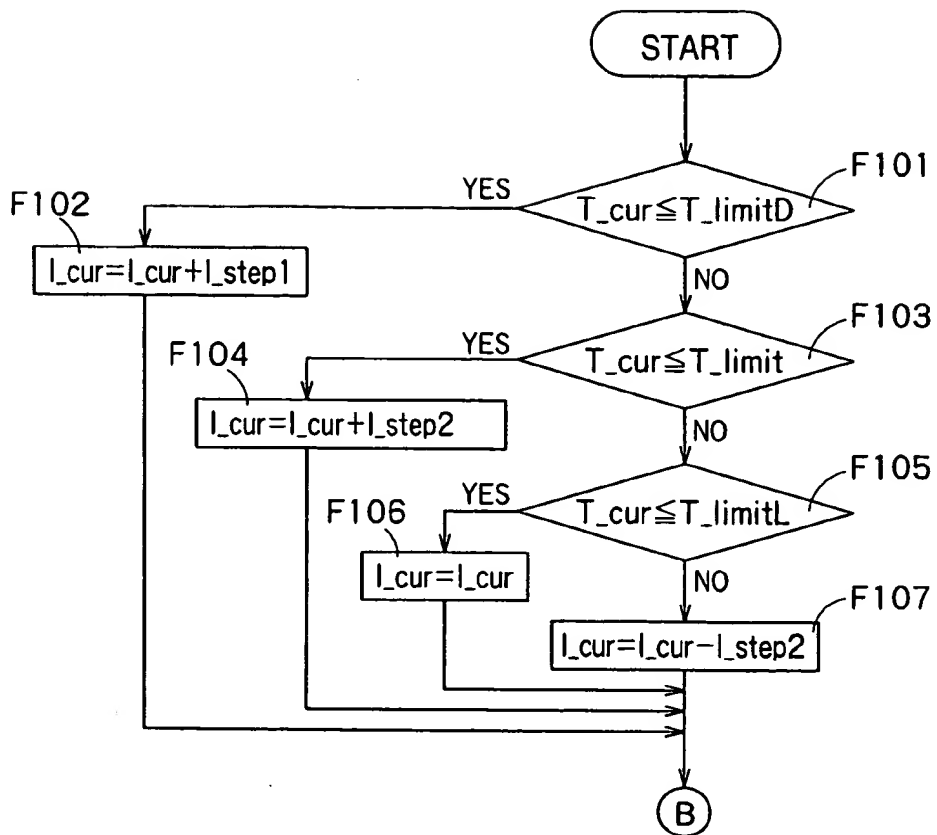 START
F101
YES
T_cur≦T_limitD
F102
I_cur=I_cur+I_step1
NO
F103
YES
T_cur≦T_limit
F104
I_cur=I_cur+I_step2
NO
F105
YES
T_cur≦T_limitL
F106
I_cur=I_cur
NO
F107
I_cur=I_cur-I_step2
B